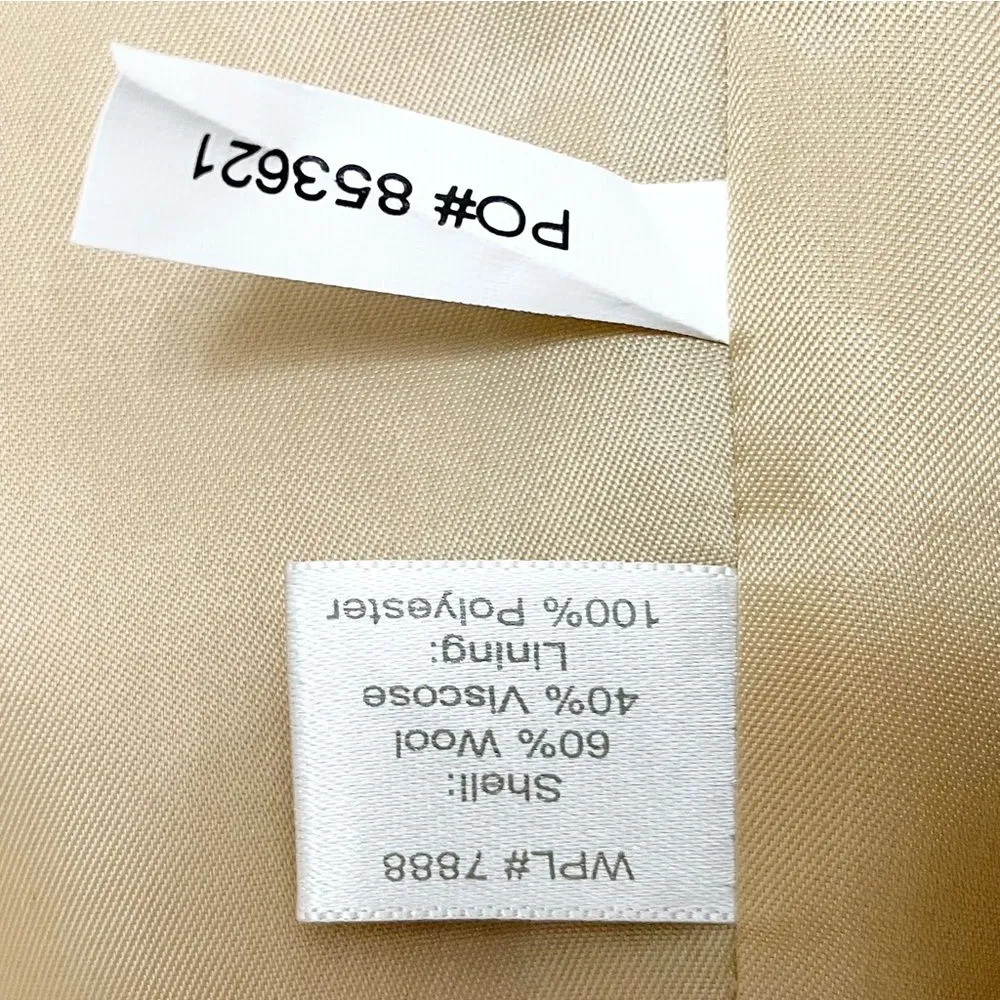 PO# 853621
WPL# 7888
Shell:
60% Wool
40% Viscose
Lining:
100% Polyester